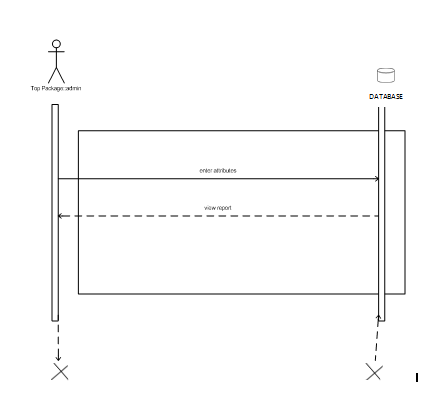 Top Package::admin
DATABASE
enter attributes
view report